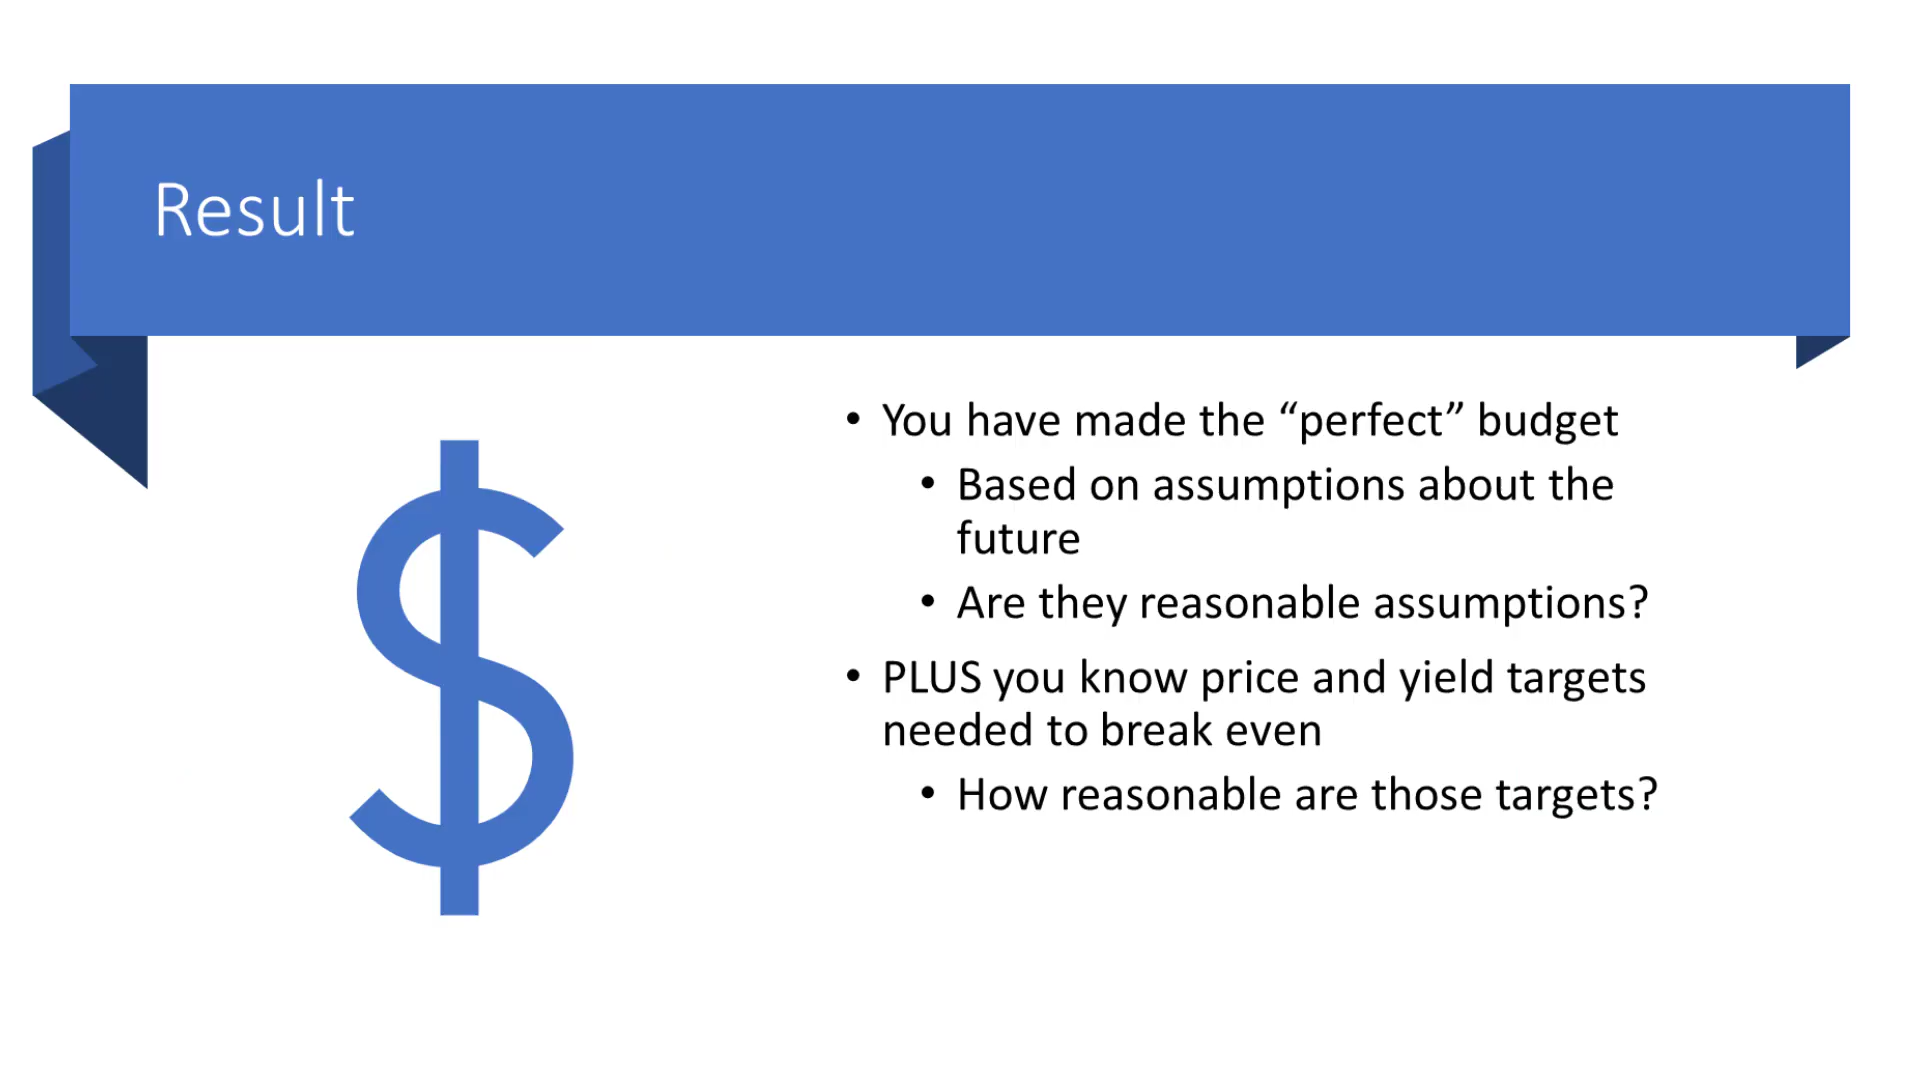 Result
• You have made the “perfect” budget
• Based on assumptions about the
future
• Are they reasonable assumptions?
• PLUS you know price and yield targets
needed to break even
• How reasonable are those targets?
$